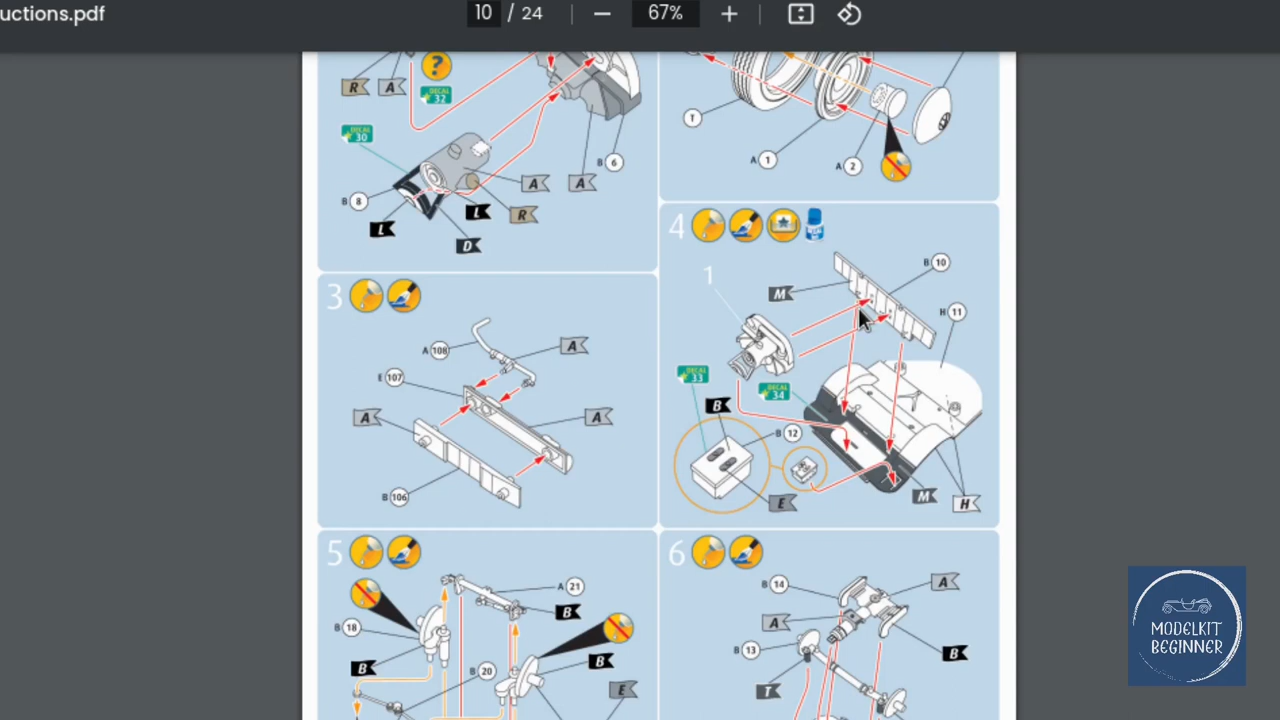 uctions.pdf
10 / 24
67%
R
A
?
DECAL
32
DECAL
30
B 6
A
A
B 8
L
L
R
D
T
A 1
A 2
3
A 108
A
E 107
A
A
B 106
4
1
M
B 10
H 11
DECAL
33
DECAL
34
B
B 12
E
M
H
5
A 21
B
B 18
B
B
B 20
E
6
B 14
A
A
B 13
B
T
MODELKIT
BEGINNER